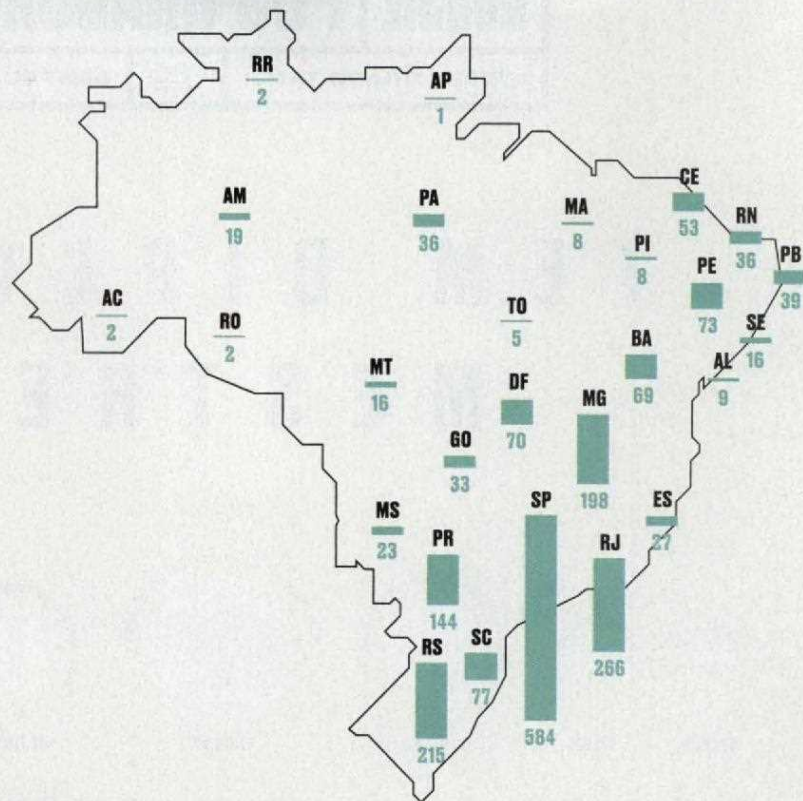 RR
2
AP
1
AM
19
PA
36
MA
8
CE
53
RN
36
PB
39
PI
8
PE
73
AC
2
RO
2
TO
5
SE
16
AL
9
BA
69
MT
16
DF
70
MG
198
GO
33
MS
23
SP
584
ES
27
PR
144
RJ
266
RS
215
SC
77